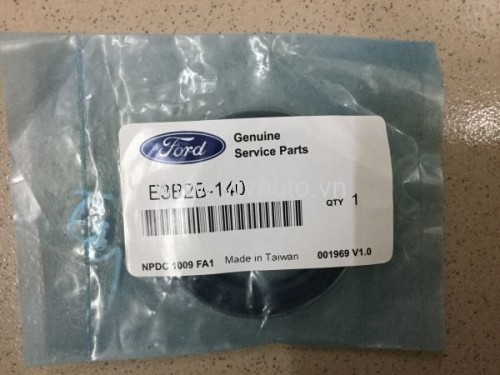 Ford
Genuine
Service Parts
E3B2B-140
QTY 1
NPDC 1009 FA1 Made in Taiwan 001969 V1.0